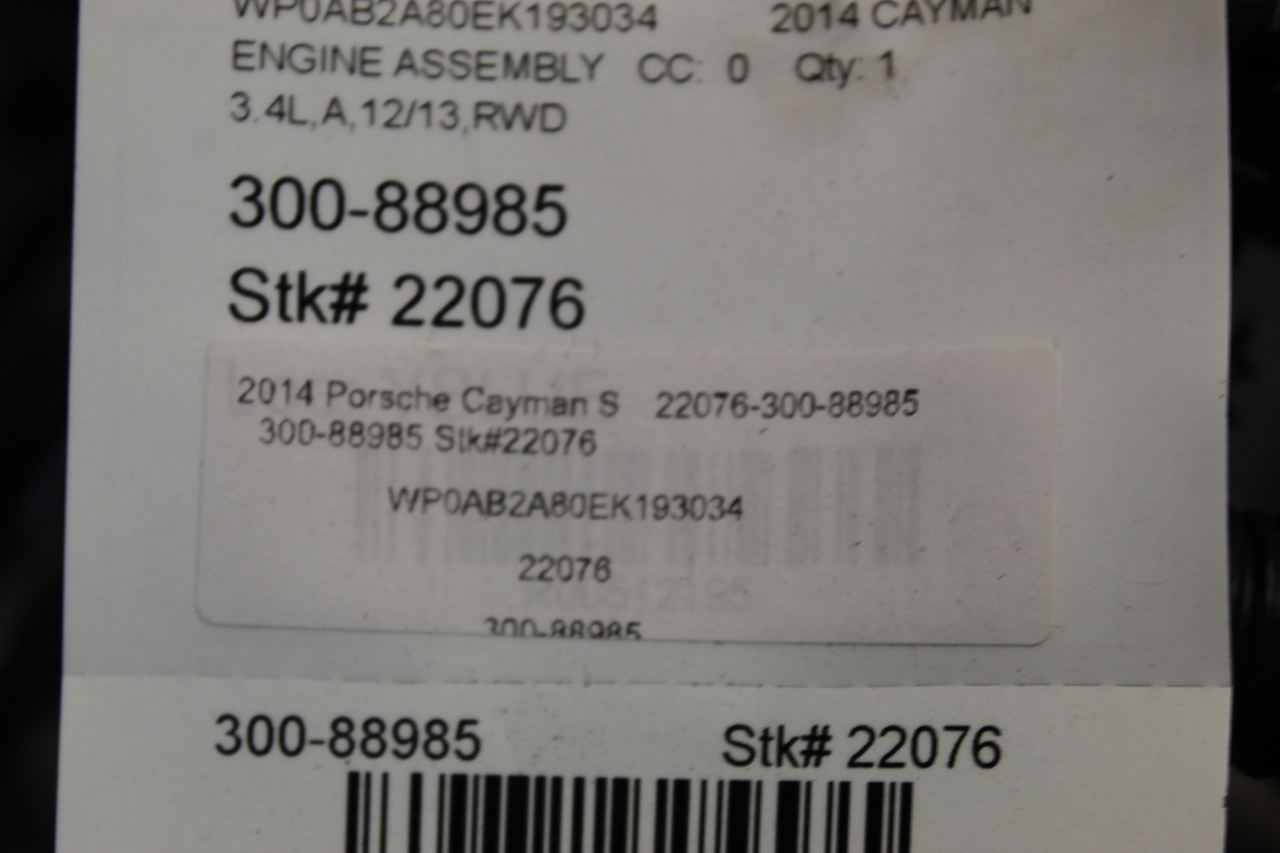 WP0AB2A80EK193034 2014 CAYMAN
ENGINE ASSEMBLY CC: 0 Qty: 1
3.4L,A,12/13,RWD
300-88985
Stk# 22076
2014 Porsche Cayman S 22076-300-88985
300-88985 Stk#22076
WP0AB2A80EK193034
22076
300-88985
300-88985 Stk# 22076